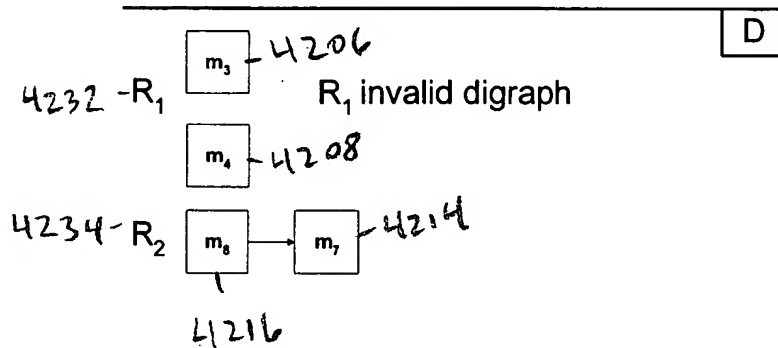 D
m₃ 4206
4232 R₁ R₁ invalid digraph
m₄ 4208
4234 R₂ m₈ m₇ 4214
4216